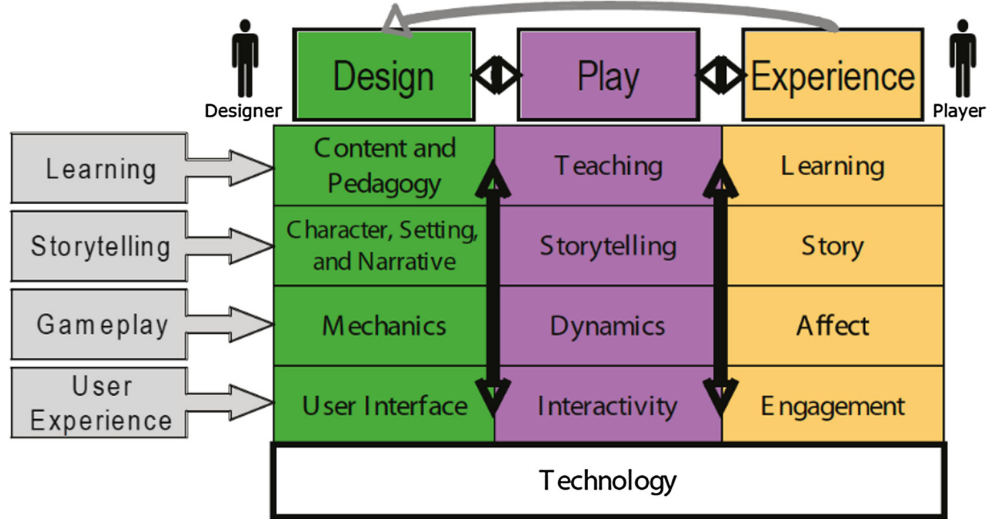 Design
Play
Experience
Designer
Player
Learning
Content and
Pedagogy
Teaching
Learning
Storytelling
Character, Setting,
and Narrative
Storytelling
Story
Gameplay
Mechanics
Dynamics
Affect
User
Experience
User Interface
Interactivity
Engagement
Technology